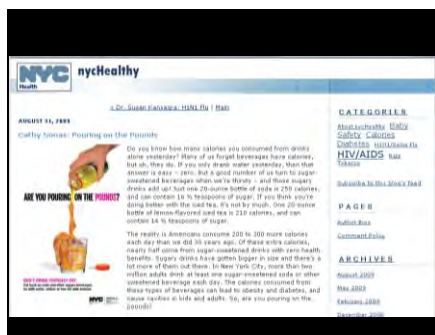 NYC
Health
nycHealthy
« Dr. Susan Kansagra: H1N1 Flu | Main
AUGUST 31, 2009
Cathy Nonas: Pouring on the Pounds
Do you know how many calories you consumed from drinks
alone yesterday? Many of us forget beverages have calories,
but oh, they do. If you only drank water yesterday, then that
answer is easy – zero. But a good number of us turn to sugar-
sweetened beverages when we're thirsty – and those sugary
drinks add up! Just one 20-ounce bottle of soda is 250 calories,
and can contain 16 ½ teaspoons of sugar. If you think you're
doing better with the iced tea, it's not by much. One 20-ounce
bottle of lemon-flavored iced tea is 210 calories, and can
contain 14 ½ teaspoons of sugar.
ARE YOU POURING ON THE POUNDS?
The reality is Americans consume 200 to 300 more calories
each day than we did 30 years ago. Of these extra calories,
nearly half come from sugar-sweetened drinks with zero health
benefits. Sugary drinks have gotten bigger in size and there's a
lot more of them out there. In New York City, more than two
million adults drink at least one sugar-sweetened soda or other
sweetened beverage each day. The calories consumed from
these types of beverages can lead to obesity and diabetes, and
cause cavities in kids and adults. So, are you pouring on the
pounds?
DON'T DRINK YOURSELF FAT.
NYC
CATEGORIES
About nycHealthy Baby
Safety Calories
Diabetes H1N1/Swine Flu
HIV/AIDS
Tobacco
Subscribe to this blog's feed
PAGES
Author Bios
Comment Policy
ARCHIVES
August 2009
May 2009
February 2009
December 2008